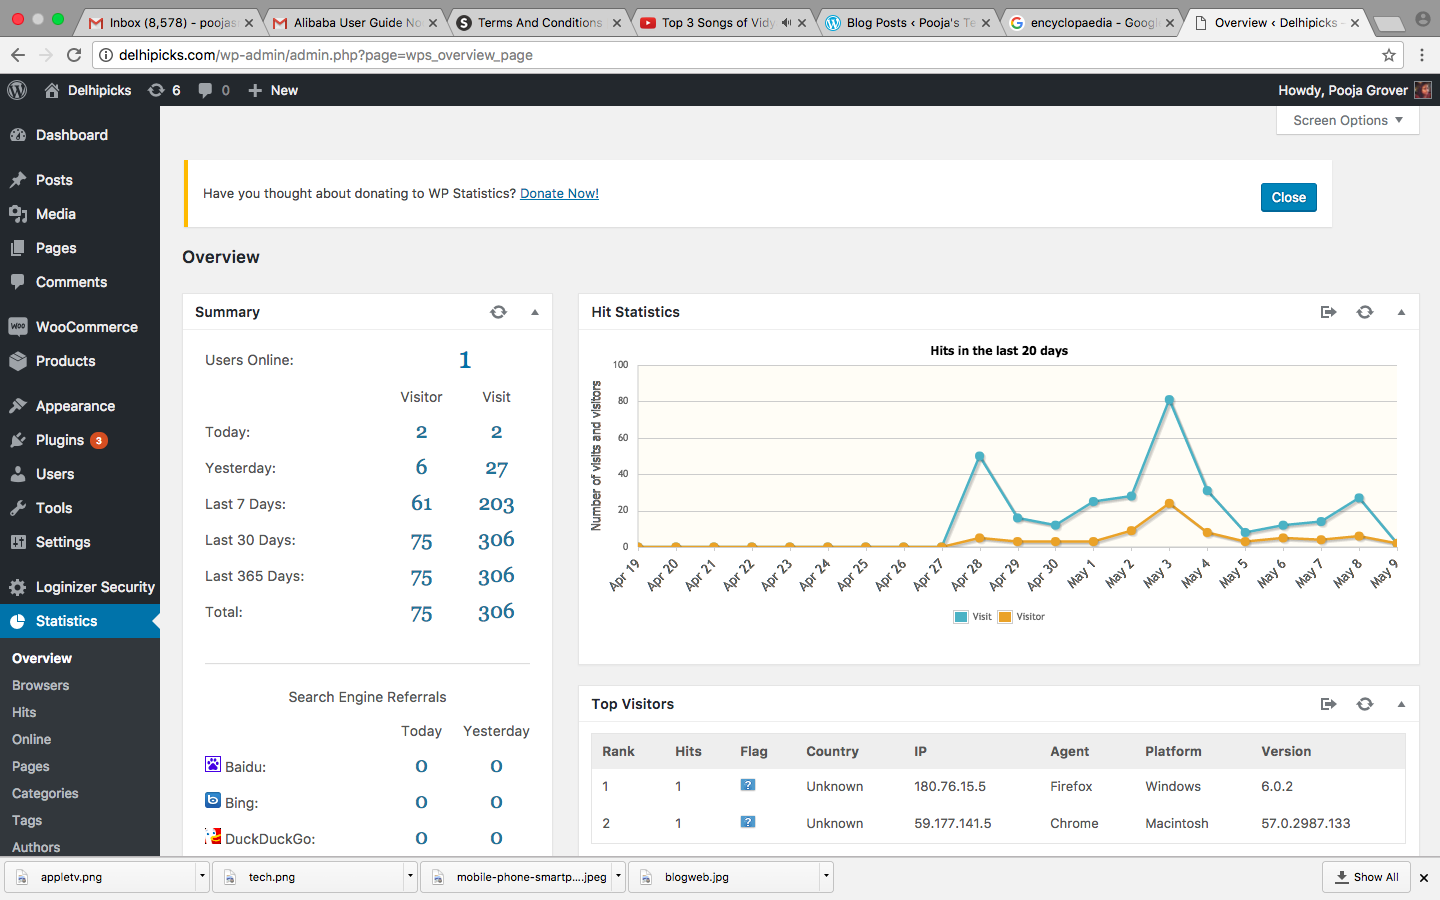 Inbox (8,578) - poojas
Alibaba User Guide No
Terms And Conditions
Top 3 Songs of Vidy
Blog Posts ‹ Pooja's Te
encyclopaedia - Google
Overview ‹ Delhipicks –
delhipicks.com/wp-admin/admin.php?page=wps_overview_page
Delhipicks 6 0 New
Howdy, Pooja Grover
Screen Options
Dashboard
Posts
Media
Pages
Comments
WooCommerce
Products
Appearance
Plugins 3
Users
Tools
Settings
Loginizer Security
Statistics
Overview
Browsers
Hits
Online
Pages
Categories
Tags
Authors
Have you thought about donating to WP Statistics? Donate Now!
Close
Overview
Summary
Users Online: 1
Visitor Visit
Today: 2 2
Yesterday: 6 27
Last 7 Days: 61 203
Last 30 Days: 75 306
Last 365 Days: 75 306
Total: 75 306
Search Engine Referrals
Today Yesterday
Baidu: 0 0
Bing: 0 0
DuckDuckGo: 0 0
Hit Statistics
Hits in the last 20 days
Number of visits and visitors
100
80
60
40
20
0
Apr 19 Apr 20 Apr 21 Apr 22 Apr 23 Apr 24 Apr 25 Apr 26 Apr 27 Apr 28 Apr 29 Apr 30 May 1 May 2 May 3 May 4 May 5 May 6 May 7 May 8 May 9
Visit Visitor
Top Visitors
Rank Hits Flag Country IP Agent Platform Version
1 1 ? Unknown 180.76.15.5 Firefox Windows 6.0.2
2 1 ? Unknown 59.177.141.5 Chrome Macintosh 57.0.2987.133
appletv.png
tech.png
mobile-phone-smartp....jpeg
blogweb.jpg
Show All